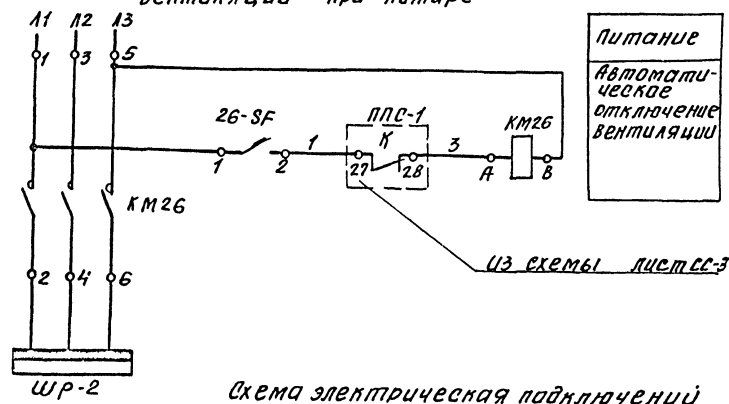 вентиляции при пожаре
Л1 Л2 Л3
1 3 5
Питание
Автомати-
ческое
отключение
вентиляции
26-SF
ППС-1
К
КМ26
1 2 1 27 28 3 А В
КМ26
из схемы лист СС-3
2 4 6
ШР-2
Схема электрическая подключений